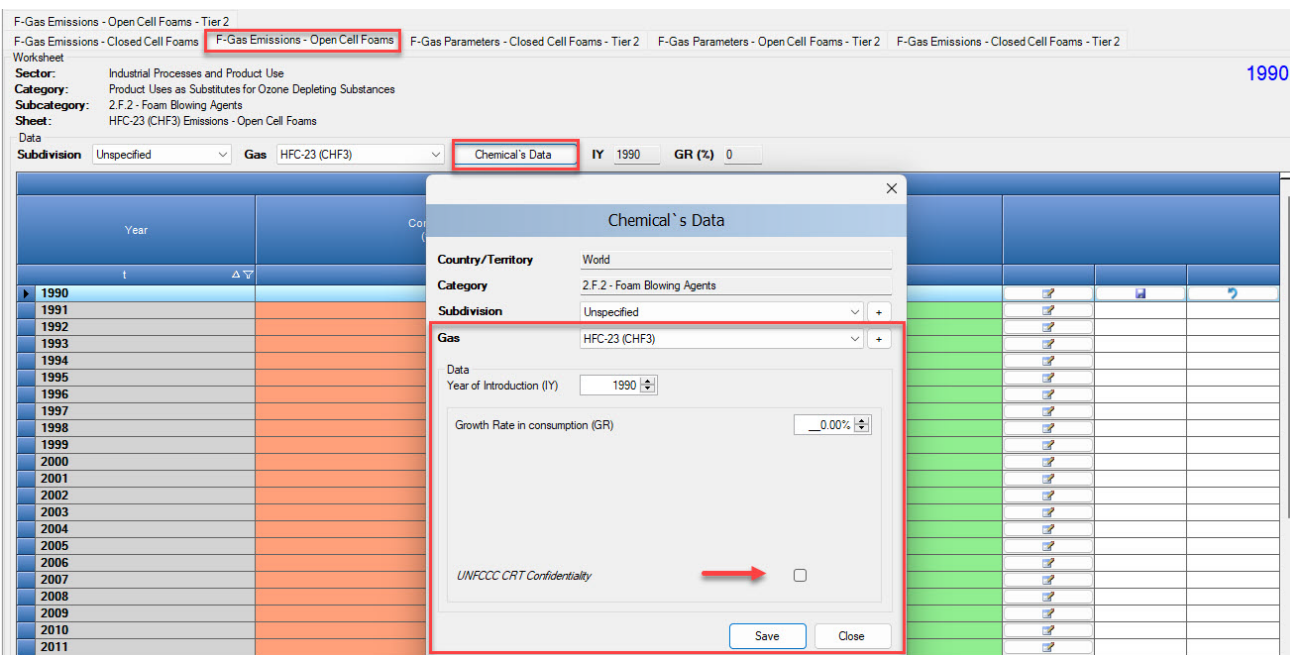 F-Gas Emissions - Open Cell Foams - Tier 2
F-Gas Emissions - Closed Cell Foams F-Gas Emissions - Open Cell Foams F-Gas Parameters - Closed Cell Foams - Tier 2 F-Gas Parameters - Open Cell Foams - Tier 2 F-Gas Emissions - Closed Cell Foams - Tier 2
Worksheet
Sector: Industrial Processes and Product Use 1990
Category: Product Uses as Substitutes for Ozone Depleting Substances
Subcategory: 2.F.2 - Foam Blowing Agents
Sheet: HFC-23 (CHF3) Emissions - Open Cell Foams
Data
Subdivision Unspecified Gas HFC-23 (CHF3) Chemical's Data IY 1990 GR (%) 0
Chemical`s Data
Year
t
Country/Territory World
Category 2.F.2 - Foam Blowing Agents
Subdivision Unspecified +
Gas HFC-23 (CHF3) +
Data
Year of Introduction (IY) 1990
Growth Rate in consumption (GR) __0.00%
UNFCCC CRT Confidentiality
Save Close
1990
1991
1992
1993
1994
1995
1996
1997
1998
1999
2000
2001
2002
2003
2004
2005
2006
2007
2008
2009
2010
2011